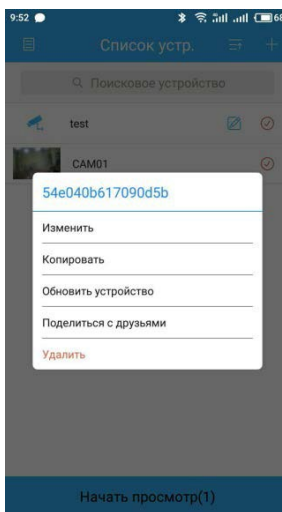 9:52 68
Список устр.
Поисковое устройство
test
CAM01
54e040b617090d5b
Изменить
Копировать
Обновить устройство
Поделиться с друзьями
Удалить
Начать просмотр(1)